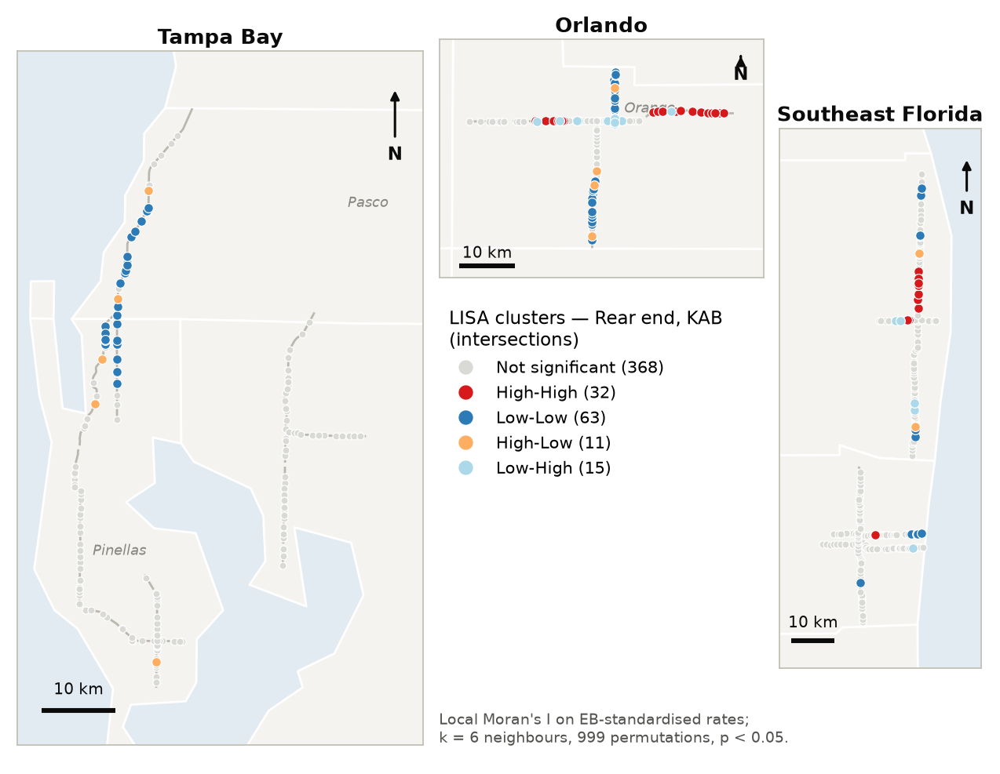 Tampa Bay
Orlando
Southeast Florida
N
Pasco
Pinellas
10 km
N
Orange
10 km
N
10 km
LISA clusters — Rear end, KAB
(intersections)
Not significant (368)
High-High (32)
Low-Low (63)
High-Low (11)
Low-High (15)
Local Moran's I on EB-standardised rates;
k = 6 neighbours, 999 permutations, p < 0.05.